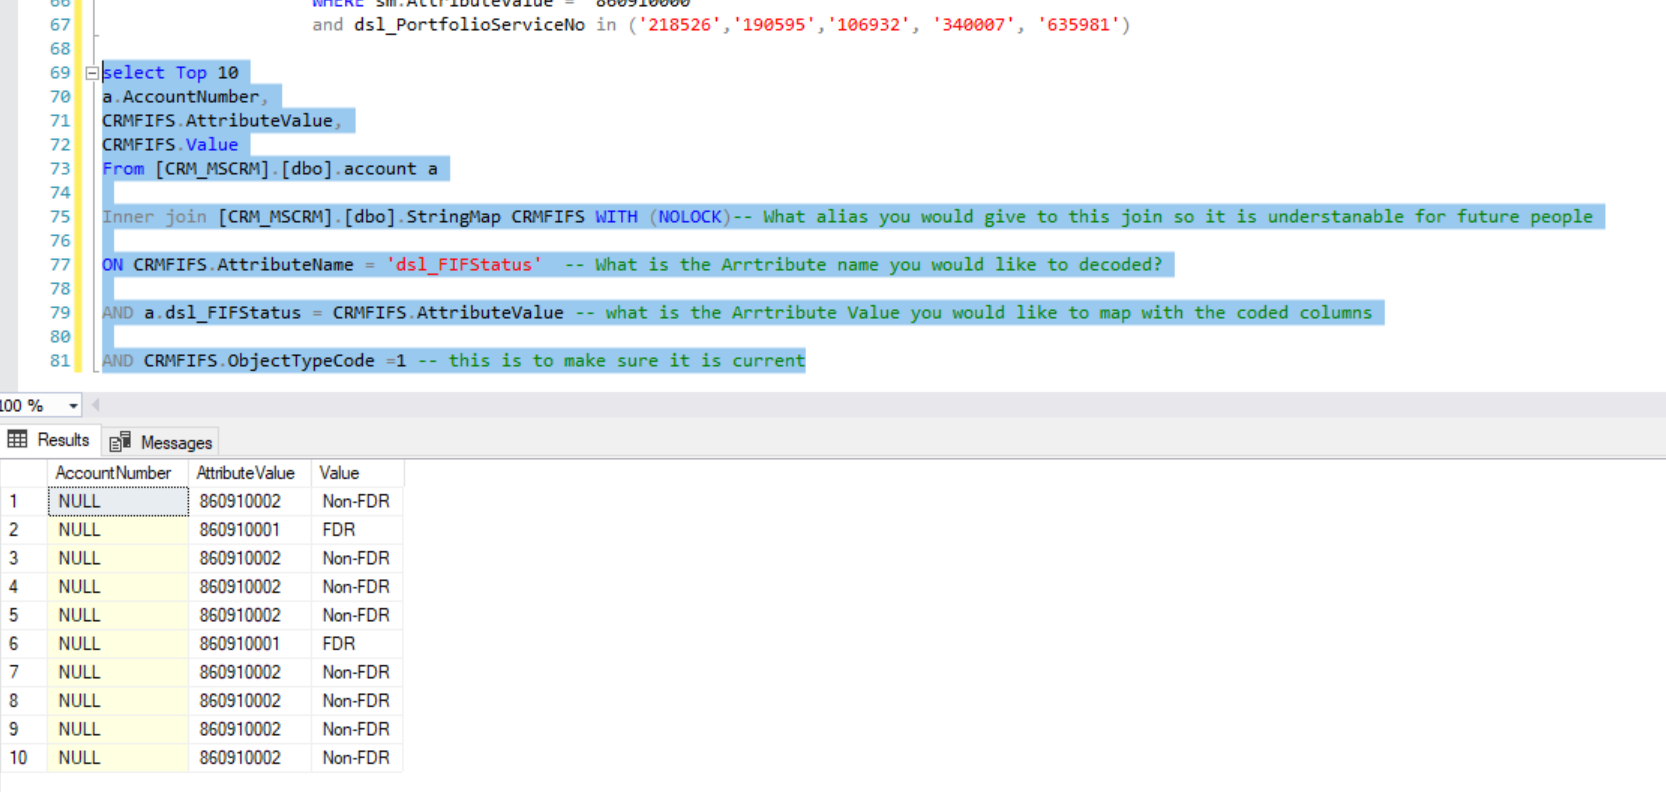 66 WHERE sm.AttributeValue = '860910000'
67 and dsl_PortfolioServiceNo in ('218526','190595','106932', '340007', '635981')
68
69 select Top 10
70 a.AccountNumber,
71 CRMFIFS.AttributeValue,
72 CRMFIFS.Value
73 From [CRM_MSCRM].[dbo].account a
74
75 Inner join [CRM_MSCRM].[dbo].StringMap CRMFIFS WITH (NOLOCK)-- What alias you would give to this join so it is understanable for future people
76
77 ON CRMFIFS.AttributeName = 'dsl_FIFStatus'  -- What is the Arrtribute name you would like to decoded?
78
79 AND a.dsl_FIFStatus = CRMFIFS.AttributeValue -- what is the Arrtribute Value you would like to map with the coded columns
80
81 AND CRMFIFS.ObjectTypeCode =1 -- this is to make sure it is current
100 %
Results Messages
AccountNumber AttributeValue Value
1 NULL 860910002 Non-FDR
2 NULL 860910001 FDR
3 NULL 860910002 Non-FDR
4 NULL 860910002 Non-FDR
5 NULL 860910002 Non-FDR
6 NULL 860910001 FDR
7 NULL 860910002 Non-FDR
8 NULL 860910002 Non-FDR
9 NULL 860910002 Non-FDR
10 NULL 860910002 Non-FDR